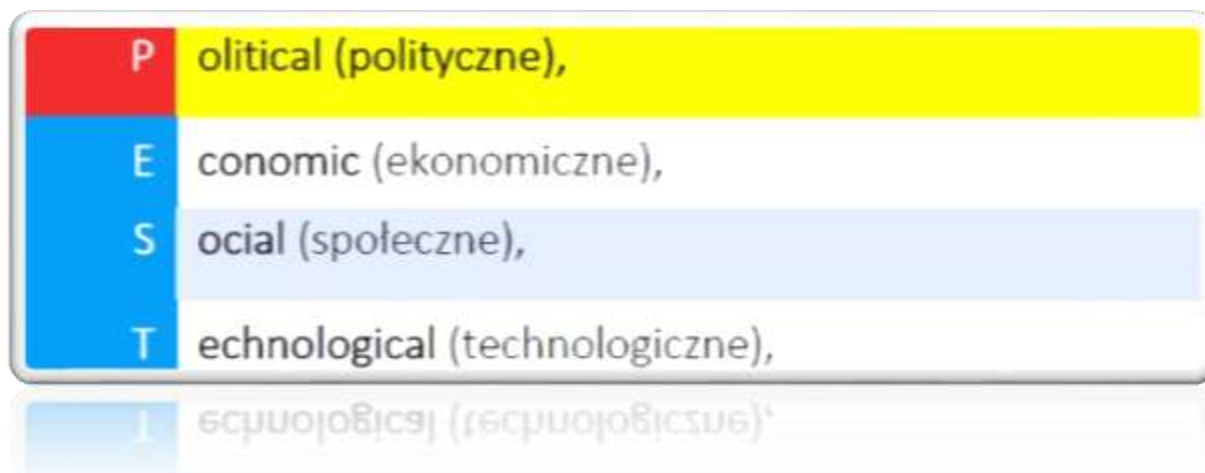 P olitical (polityczne),
E conomic (ekonomiczne),
S ocial (społeczne),
T echnological (technologiczne),